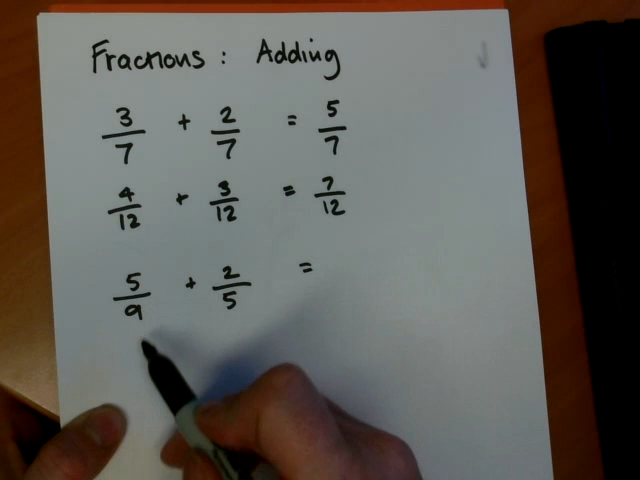 Fractions: Adding
3/7 + 2/7 = 5/7
4/12 + 3/12 = 7/12
5/9 + 2/5 =